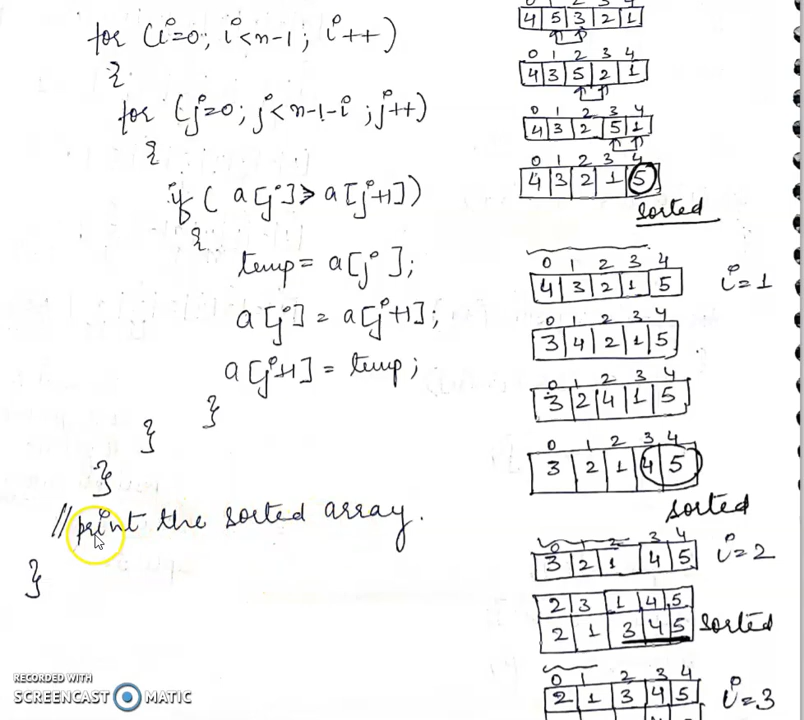 for (i=0; i<n-1; i++)
{
for (j=0; j<n-1-i; j++)
{
if ( a[j] > a[j+1])
{
temp = a[j];
a[j] = a[j+1];
a[j+1] = temp;
}
}
}
// print the sorted array.
}
4 5 3 2 1
0 1 2 3 4
4 3 5 2 1
0 1 2 3 4
4 3 2 5 1
0 1 2 3 4
4 3 2 1 5
sorted
0 1 2 3 4
4 3 2 1 5 i=1
0 1 2 3 4
3 4 2 1 5
0 1 2 3 4
3 2 4 1 5
0 1 2 3 4
3 2 1 4 5
sorted
0 1 2 3 4
3 2 1 4 5 i=2
2 3 1 4 5
2 1 3 4 5 sorted
0 1 2 3 4
2 1 3 4 5 i=3
RECORDED WITH
SCREENCAST MATIC